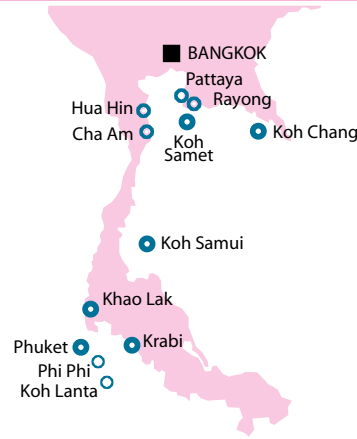 BANGKOK
Pattaya
Rayong
Hua Hin
Cha Am
Koh
Samet
Koh Chang
Koh Samui
Khao Lak
Phuket
Krabi
Phi Phi
Koh Lanta